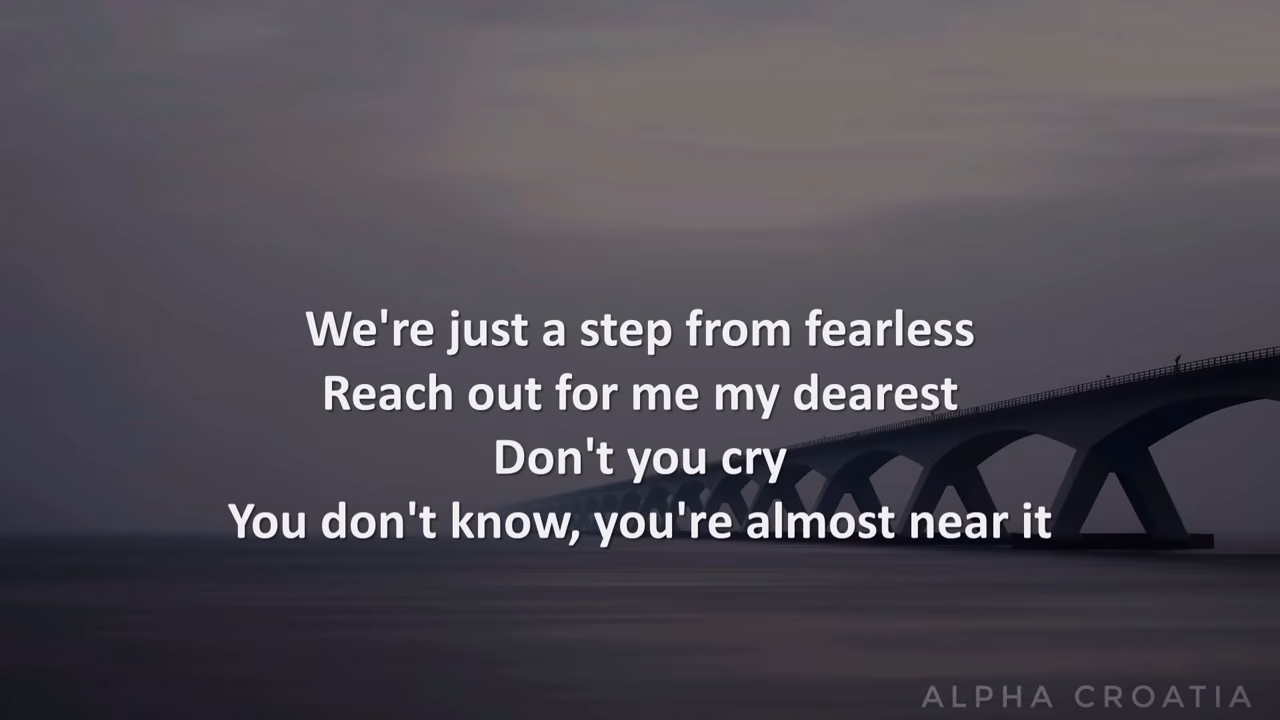 We're just a step from fearless
Reach out for me my dearest
Don't you cry
You don't know, you're almost near it
ALPHA CROATIA